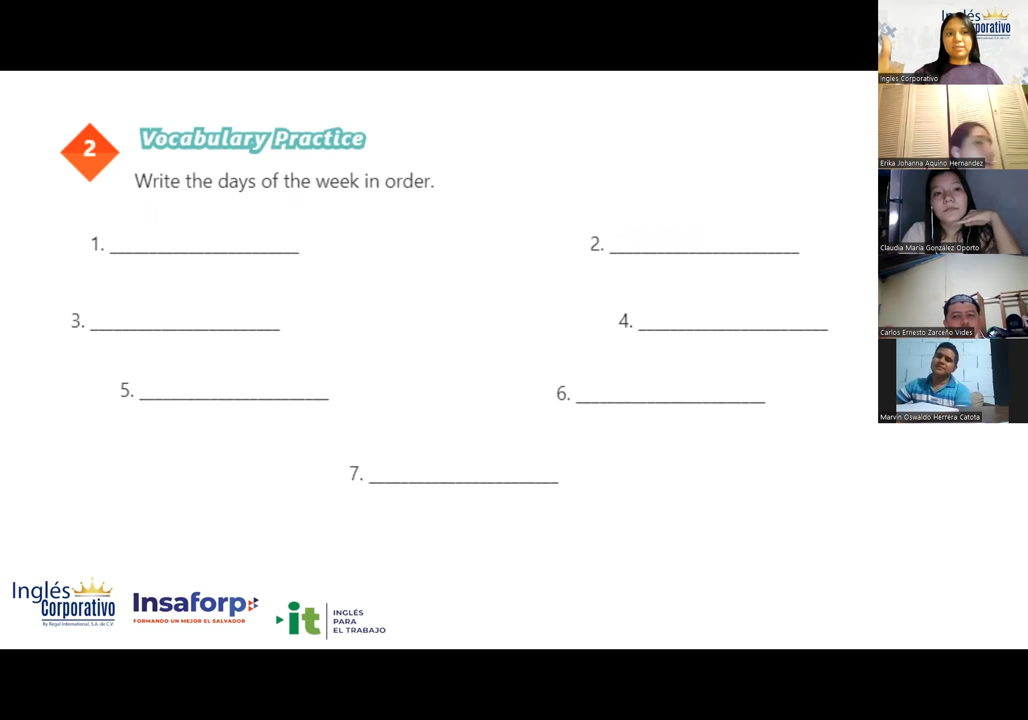 2
Vocabulary Practice
Write the days of the week in order.
1. ____________________
2. ____________________
3. ____________________
4. ____________________
5. ____________________
6. ____________________
7. ____________________
Inglés
Corporativo
By Regal International, S.A. de C.V.
Insaforp
FORMANDO UN MEJOR EL SALVADOR
it
INGLÉS
PARA
EL TRABAJO
Inglés
Corporativo
Ingles Corporativo
Erika Johanna Aquino Hernandez
Claudia María González Oporto
Carlos Ernesto Zarceño Vides
Marvin Oswaldo Herrera Catota